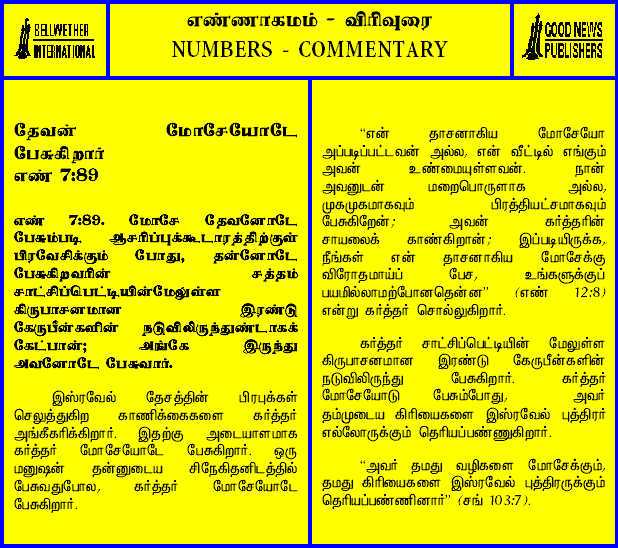 BELLWETHER
INTERNATIONAL
எண்ணாகமம் - விரிவுரை
NUMBERS - COMMENTARY
GOOD NEWS
PUBLISHERS
தேவன் மோசேயோடே
பேசுகிறார்
எண் 7:89
எண் 7:89. மோசே தேவனோடே
பேசும்படி, ஆசரிப்புக்கூடாரத்திற்குள்
பிரவேசிக்கும் போது, தன்னோடே
பேசுகிறவரின் சத்தம்
சாட்சிப்பெட்டியின்மேலுள்ள
கிருபாசனமான இரண்டு
கேருபீன்களின் நடுவிலிருந்துண்டாகக்
கேட்பான்; அங்கே இருந்து
அவனோடே பேசுவார்.
இஸ்ரவேல் தேசத்தின் பிரபுக்கள்
செலுத்துகிற காணிக்கைகளை கர்த்தர்
அங்கீகரிக்கிறார். இதற்கு அடையாளமாக
கர்த்தர் மோசேயோடே பேசுகிறார். ஒரு
மனுஷன் தன்னுடைய சிநேகிதனிடத்தில்
பேசுவதுபோல, கர்த்தர் மோசேயோடே
பேசுகிறார்.
“என் தாசனாகிய மோசேயோ
அப்படிப்பட்டவன் அல்ல, என் வீட்டில் எங்கும்
அவன் உண்மையுள்ளவன். நான்
அவனுடன் மறைபொருளாக அல்ல,
முகமுகமாகவும் பிரத்தியட்சமாகவும்
பேசுகிறேன்; அவன் கர்த்தரின்
சாயலைக் காண்கிறான்; இப்படியிருக்க,
நீங்கள் என் தாசனாகிய மோசேக்கு
விரோதமாய்ப் பேச, உங்களுக்குப்
பயமில்லாமற்போனதென்ன” (எண் 12:8)
என்று கர்த்தர் சொல்லுகிறார்.
கர்த்தர் சாட்சிப்பெட்டியின் மேலுள்ள
கிருபாசனமான இரண்டு கேருபீன்களின்
நடுவிலிருந்து பேசுகிறார். கர்த்தர்
மோசேயோடு பேசும்போது, அவர்
தம்முடைய கிரியைகளை இஸ்ரவேல் புத்திரர்
எல்லோருக்கும் தெரியப்பண்ணுகிறார்.
“அவர் தமது வழிகளை மோசேக்கும்,
தமது கிரியைகளை இஸ்ரவேல் புத்திரருக்கும்
தெரியப்பண்ணினார்” (சங் 103:7).